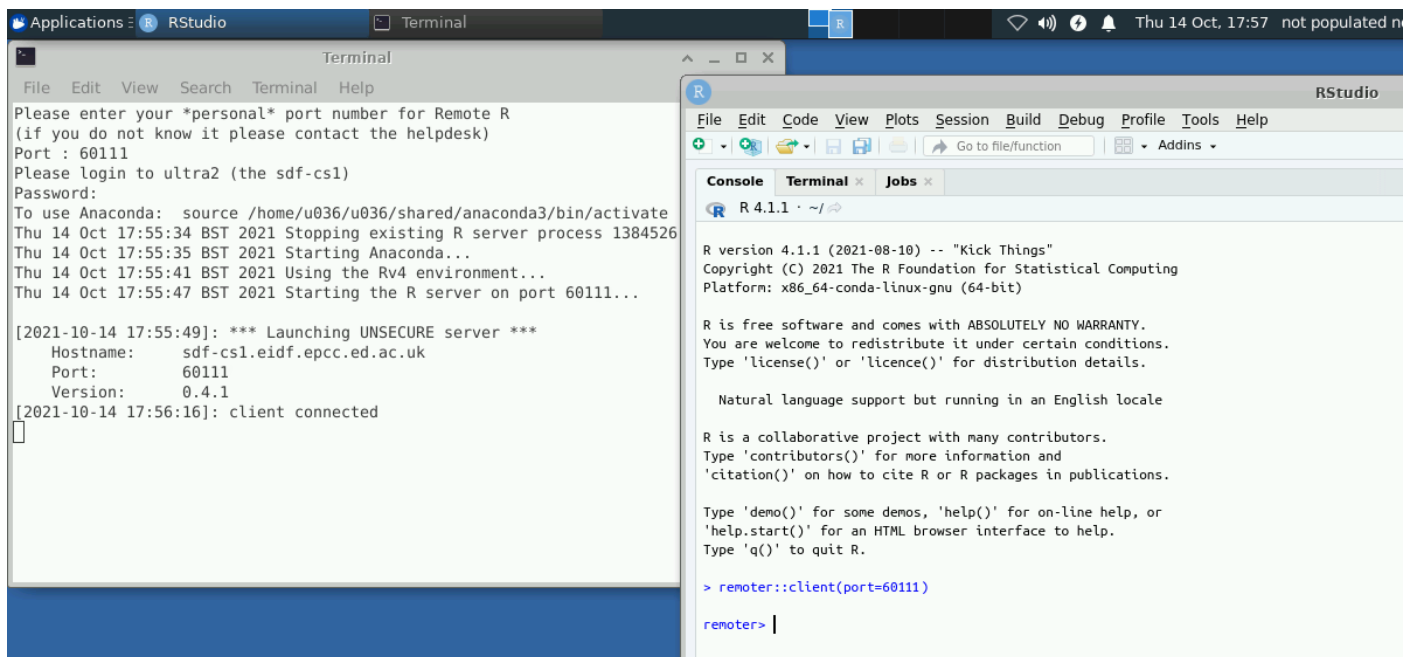 Applications RStudio Terminal Thu 14 Oct, 17:57 not populated
Terminal
File Edit View Search Terminal Help
Please enter your *personal* port number for Remote R
(if you do not know it please contact the helpdesk)
Port : 60111
Please login to ultra2 (the sdf-cs1)
Password:
To use Anaconda:  source /home/u036/u036/shared/anaconda3/bin/activate
Thu 14 Oct 17:55:34 BST 2021 Stopping existing R server process 1384526
Thu 14 Oct 17:55:35 BST 2021 Starting Anaconda...
Thu 14 Oct 17:55:41 BST 2021 Using the Rv4 environment...
Thu 14 Oct 17:55:47 BST 2021 Starting the R server on port 60111...
[2021-10-14 17:55:49]: *** Launching UNSECURE server ***
Hostname: sdf-cs1.eidf.epcc.ed.ac.uk
Port: 60111
Version: 0.4.1
[2021-10-14 17:56:16]: client connected
RStudio
File Edit Code View Plots Session Build Debug Profile Tools Help
Go to file/function Addins
Console Terminal Jobs
R 4.1.1 · ~/
R version 4.1.1 (2021-08-10) -- "Kick Things"
Copyright (C) 2021 The R Foundation for Statistical Computing
Platform: x86_64-conda-linux-gnu (64-bit)
R is free software and comes with ABSOLUTELY NO WARRANTY.
You are welcome to redistribute it under certain conditions.
Type 'license()' or 'licence()' for distribution details.
Natural language support but running in an English locale
R is a collaborative project with many contributors.
Type 'contributors()' for more information and
'citation()' on how to cite R or R packages in publications.
Type 'demo()' for some demos, 'help()' for on-line help, or
'help.start()' for an HTML browser interface to help.
Type 'q()' to quit R.
> remoter::client(port=60111)
remoter>